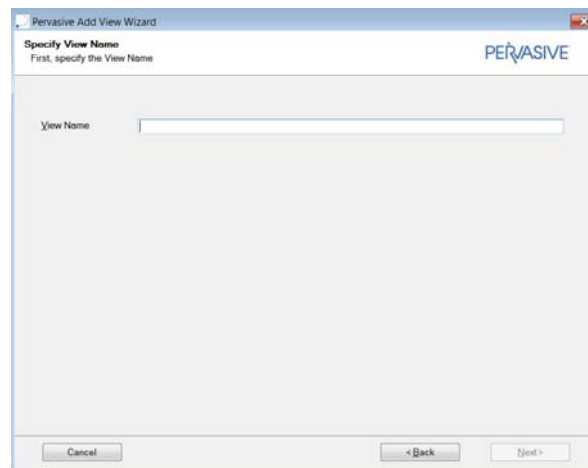 Pervasive Add View Wizard
Specify View Name
First, specify the View Name
PERVASIVE
View Name
Cancel
< Back
Next >